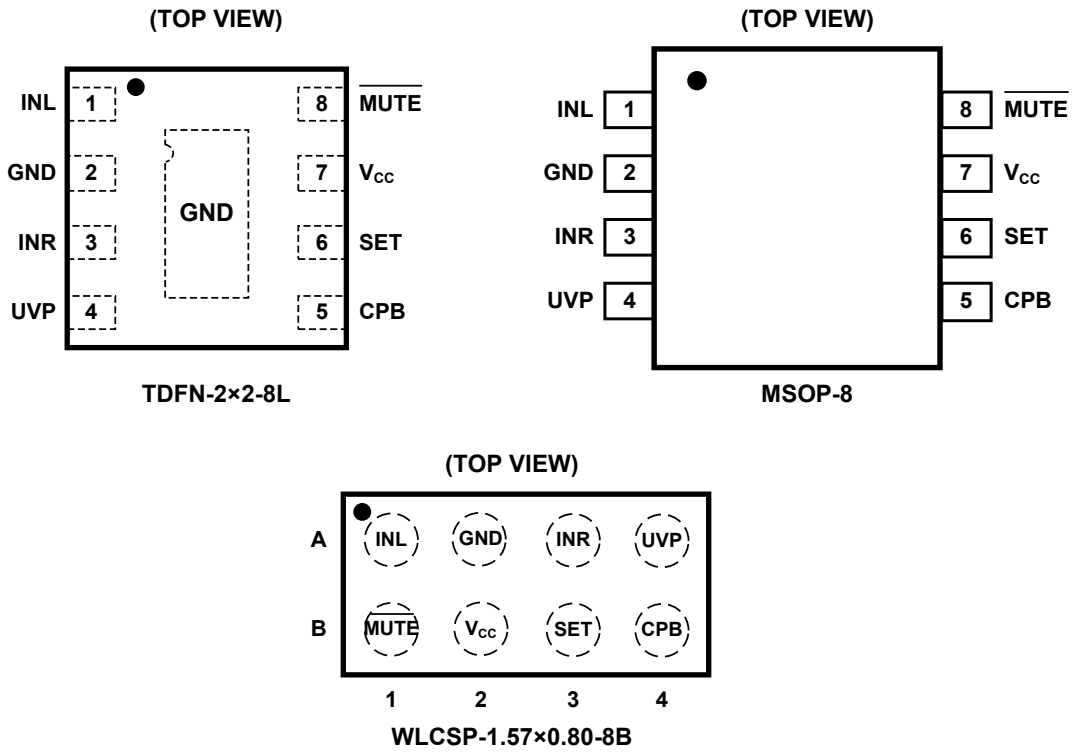 (TOP VIEW)
INL 1 8 MUTE
GND 2 7 VCC
GND
INR 3 6 SET
UVP 4 5 CPB
TDFN-2×2-8L
(TOP VIEW)
INL 1 8 MUTE
GND 2 7 VCC
INR 3 6 SET
UVP 4 5 CPB
MSOP-8
(TOP VIEW)
A INL GND INR UVP
B MUTE VCC SET CPB
1 2 3 4
WLCSP-1.57×0.80-8B